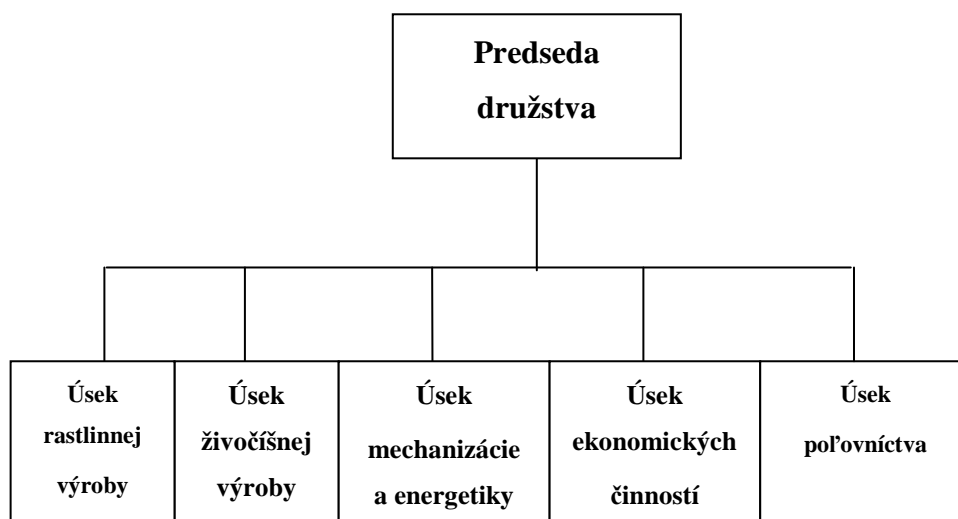 Predseda
družstva
Úsek
rastlinnej
výroby
Úsek
živočíšnej
výroby
Úsek
mechanizácie
a energetiky
Úsek
ekonomických
činností
Úsek
poľovníctva